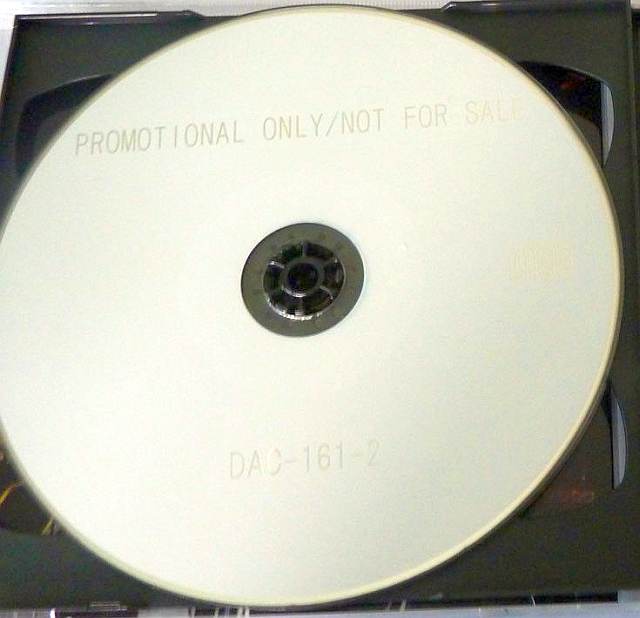 PROMOTIONAL ONLY/NOT FOR SALE
DAC-161-2